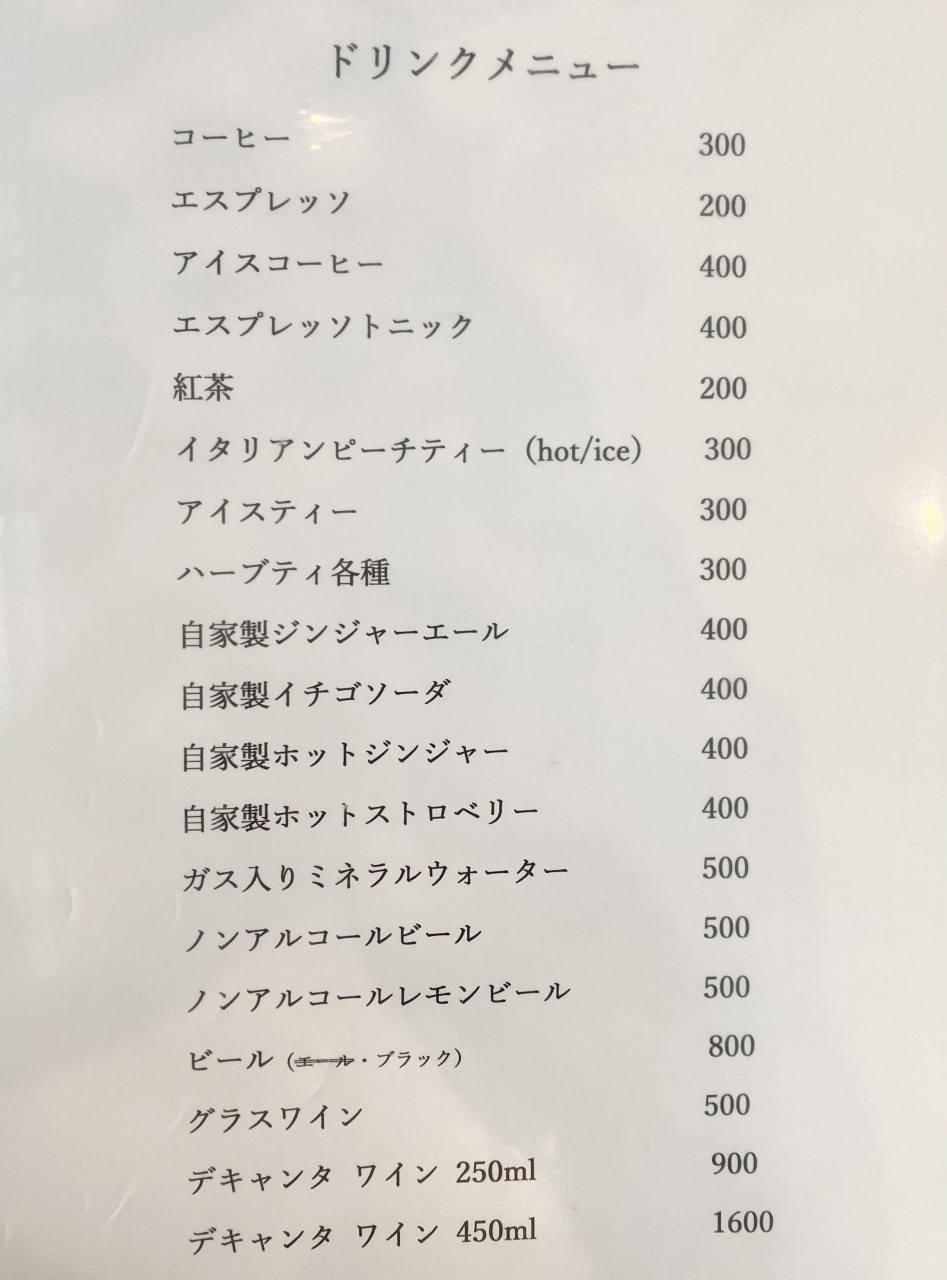 ドリンクメニュー
コーヒー 300
エスプレッソ 200
アイスコーヒー 400
エスプレッソトニック 400
紅茶 200
イタリアンピーチティー（hot/ice） 300
アイスティー 300
ハーブティ各種 300
自家製ジンジャーエール 400
自家製イチゴソーダ 400
自家製ホットジンジャー 400
自家製ホットストロベリー 400
ガス入りミネラルウォーター 500
ノンアルコールビール 500
ノンアルコールレモンビール 500
ビール（エール・ブラック） 800
グラスワイン 500
デキャンタ ワイン 250ml 900
デキャンタ ワイン 450ml 1600